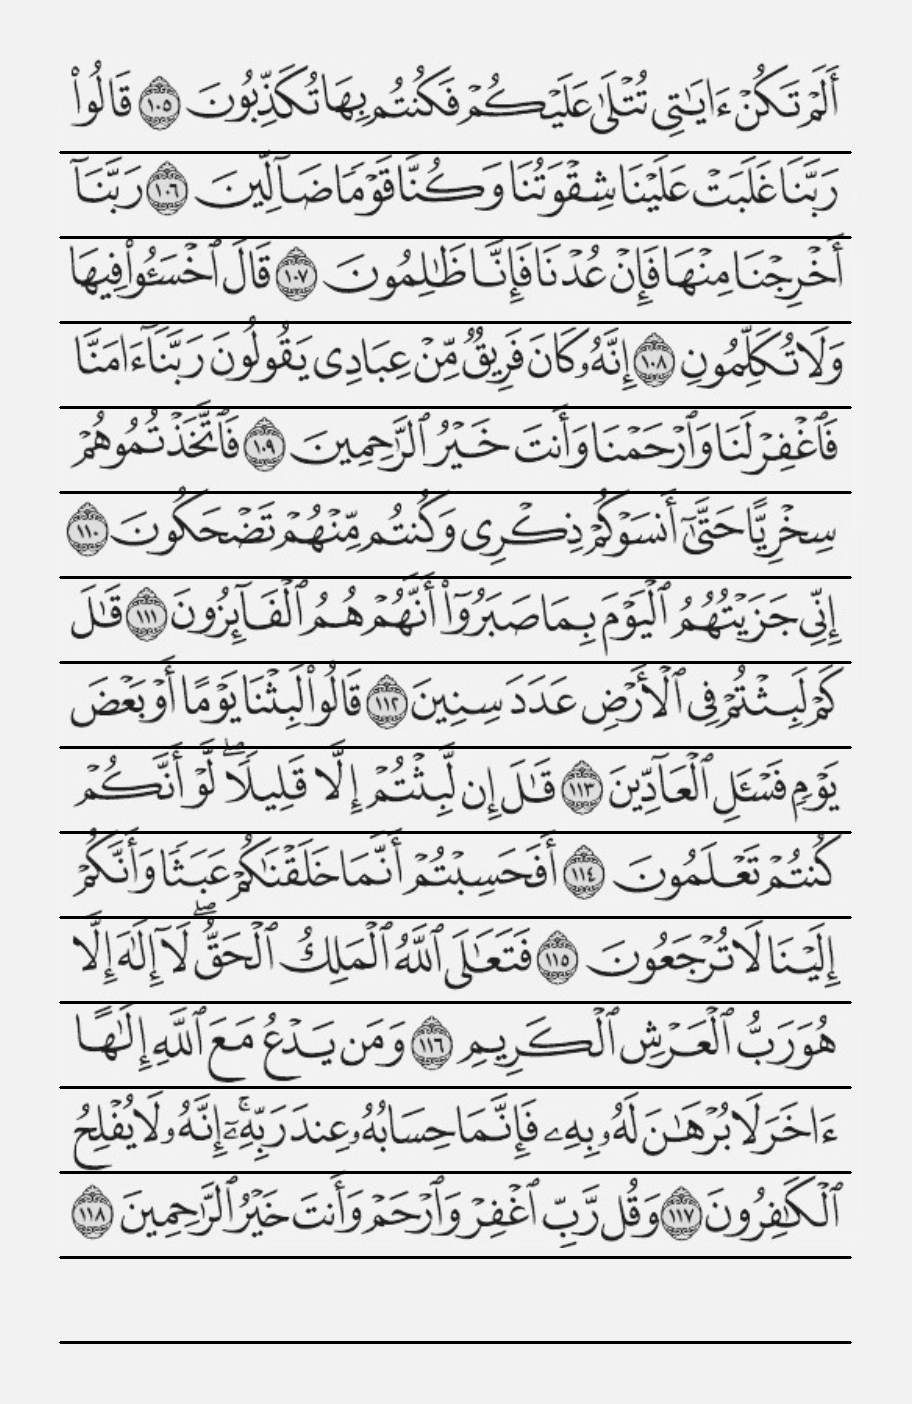 أَلَمْ تَكُنْ ءَايَٰتِى تُتْلَىٰ عَلَيْكُمْ فَكُنتُم بِهَا تُكَذِّبُونَ ١٠٥ قَالُوا۟
رَبَّنَا غَلَبَتْ عَلَيْنَا شِقْوَتُنَا وَكُنَّا قَوْمًا ضَآلِّينَ ١٠٦ رَبَّنَآ
أَخْرِجْنَا مِنْهَا فَإِنْ عُدْنَا فَإِنَّا ظَٰلِمُونَ ١٠٧ قَالَ ٱخْسَـُٔوا۟ فِيهَا
وَلَا تُكَلِّمُونِ ١٠٨ إِنَّهُۥ كَانَ فَرِيقٌ مِّنْ عِبَادِى يَقُولُونَ رَبَّنَآ ءَامَنَّا
فَٱغْفِرْ لَنَا وَٱرْحَمْنَا وَأَنتَ خَيْرُ ٱلرَّٰحِمِينَ ١٠٩ فَٱتَّخَذْتُمُوهُمْ
سِخْرِيًّا حَتَّىٰٓ أَنسَوْكُمْ ذِكْرِى وَكُنتُم مِّنْهُمْ تَضْحَكُونَ ١١٠
إِنِّى جَزَيْتُهُمُ ٱلْيَوْمَ بِمَا صَبَرُوٓا۟ أَنَّهُمْ هُمُ ٱلْفَآئِزُونَ ١١١ قَٰلَ
كَمْ لَبِثْتُمْ فِى ٱلْأَرْضِ عَدَدَ سِنِينَ ١١٢ قَالُوا۟ لَبِثْنَا يَوْمًا أَوْ بَعْضَ
يَوْمٍ فَسْـَٔلِ ٱلْعَآدِّينَ ١١٣ قَٰلَ إِن لَّبِثْتُمْ إِلَّا قَلِيلًا ۖ لَّوْ أَنَّكُمْ
كُنتُمْ تَعْلَمُونَ ١١٤ أَفَحَسِبْتُمْ أَنَّمَا خَلَقْنَٰكُمْ عَبَثًا وَأَنَّكُمْ
إِلَيْنَا لَا تُرْجَعُونَ ١١٥ فَتَعَٰلَى ٱللَّهُ ٱلْمَلِكُ ٱلْحَقُّ ۖ لَآ إِلَٰهَ إِلَّا
هُوَ رَبُّ ٱلْعَرْشِ ٱلْكَرِيمِ ١١٦ وَمَن يَدْعُ مَعَ ٱللَّهِ إِلَٰهًا
ءَاخَرَ لَا بُرْهَٰنَ لَهُۥ بِهِۦ فَإِنَّمَا حِسَابُهُۥ عِندَ رَبِّهِۦٓ ۚ إِنَّهُۥ لَا يُفْلِحُ
ٱلْكَٰفِرُونَ ١١٧ وَقُل رَّبِّ ٱغْفِرْ وَٱرْحَمْ وَأَنتَ خَيْرُ ٱلرَّٰحِمِينَ ١١٨